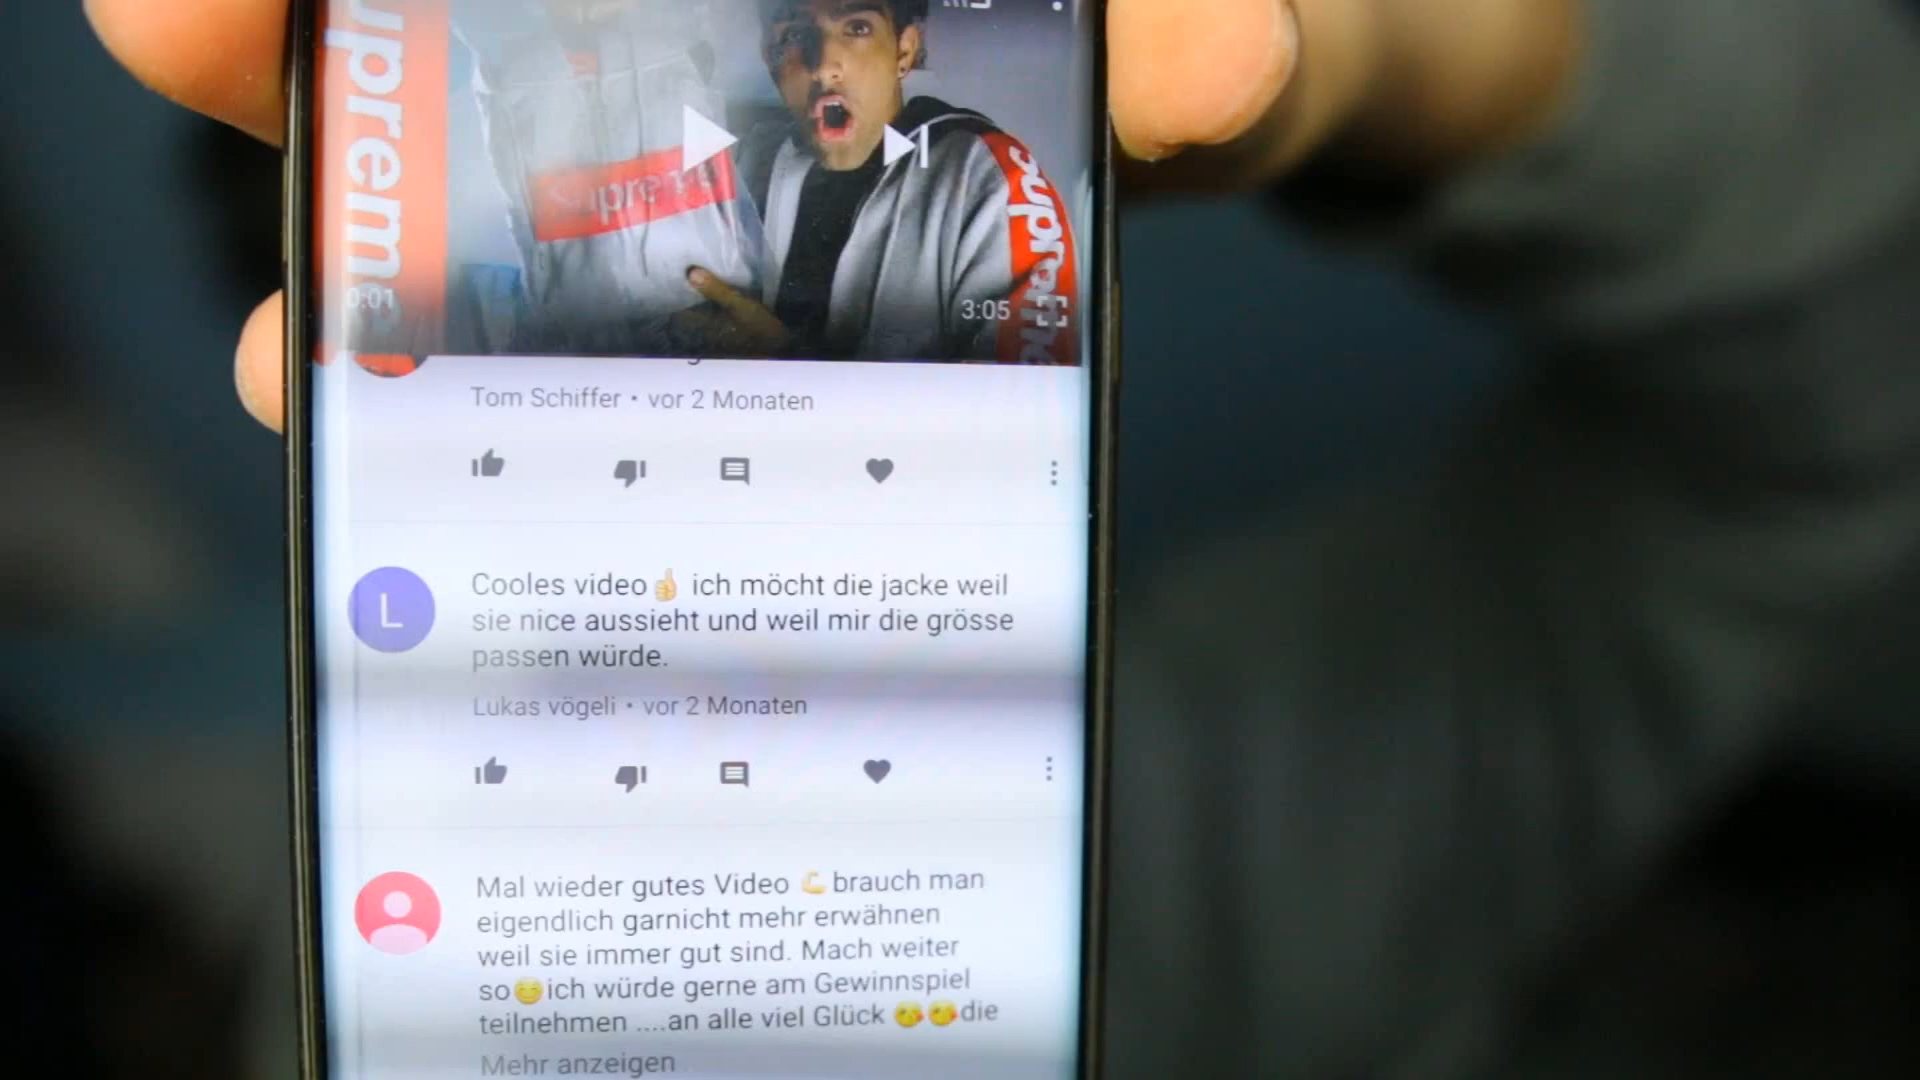 upreme
Supreme
Supreme
0:01
3:05
Tom Schiffer • vor 2 Monaten
L
Cooles video👍 ich möcht die jacke weil
sie nice aussieht und weil mir die grösse
passen würde.
Lukas vögeli • vor 2 Monaten
Mal wieder gutes Video 💪 brauch man
eigendlich garnicht mehr erwähnen
weil sie immer gut sind. Mach weiter
so😊ich würde gerne am Gewinnspiel
teilnehmen ....an alle viel Glück 😘😘die
Mehr anzeigen